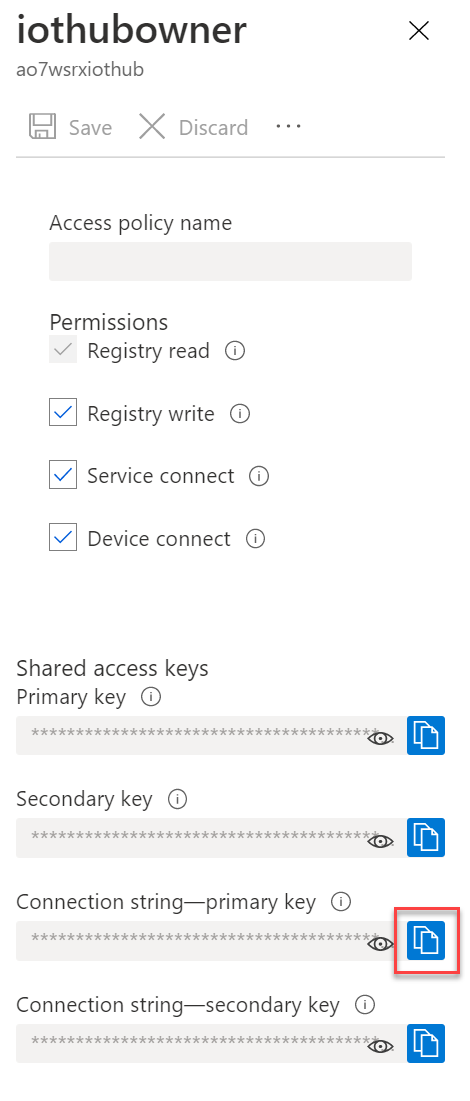 iothubowner
ao7wsrxiothub
Save Discard ...
Access policy name
Permissions
Registry read
Registry write
Service connect
Device connect
Shared access keys
Primary key
***************************************...
Secondary key
***************************************...
Connection string—primary key
***************************************...
Connection string—secondary key
***************************************...